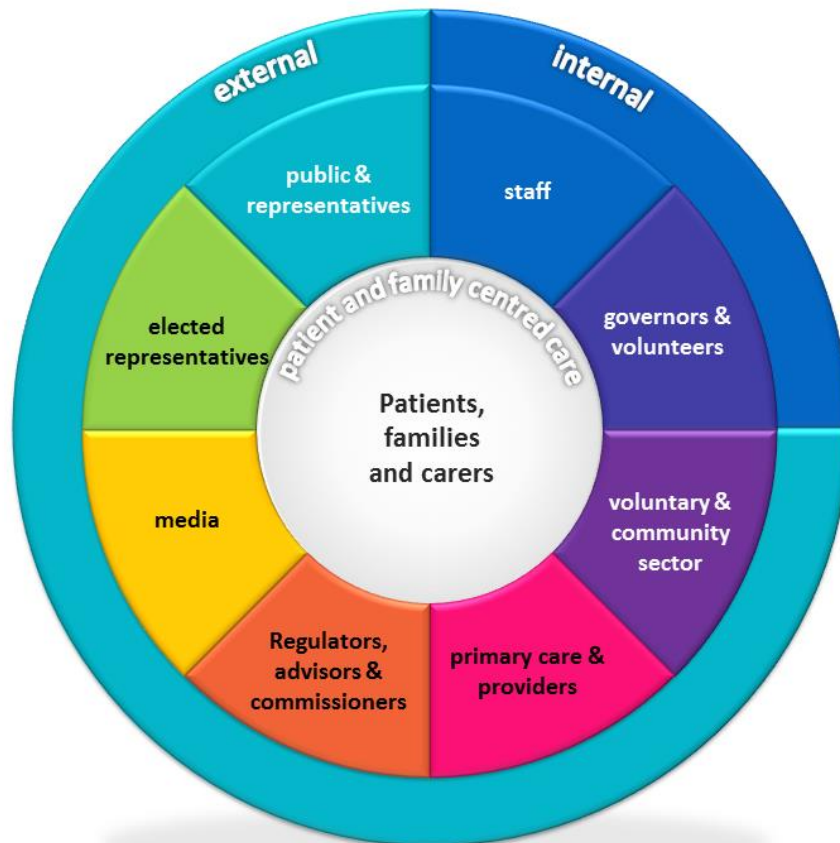 external
internal
public &
representatives
staff
elected
representatives
governors &
volunteers
patient and family centred care
Patients,
families
and carers
media
voluntary &
community
sector
Regulators,
advisors &
commissioners
primary care &
providers